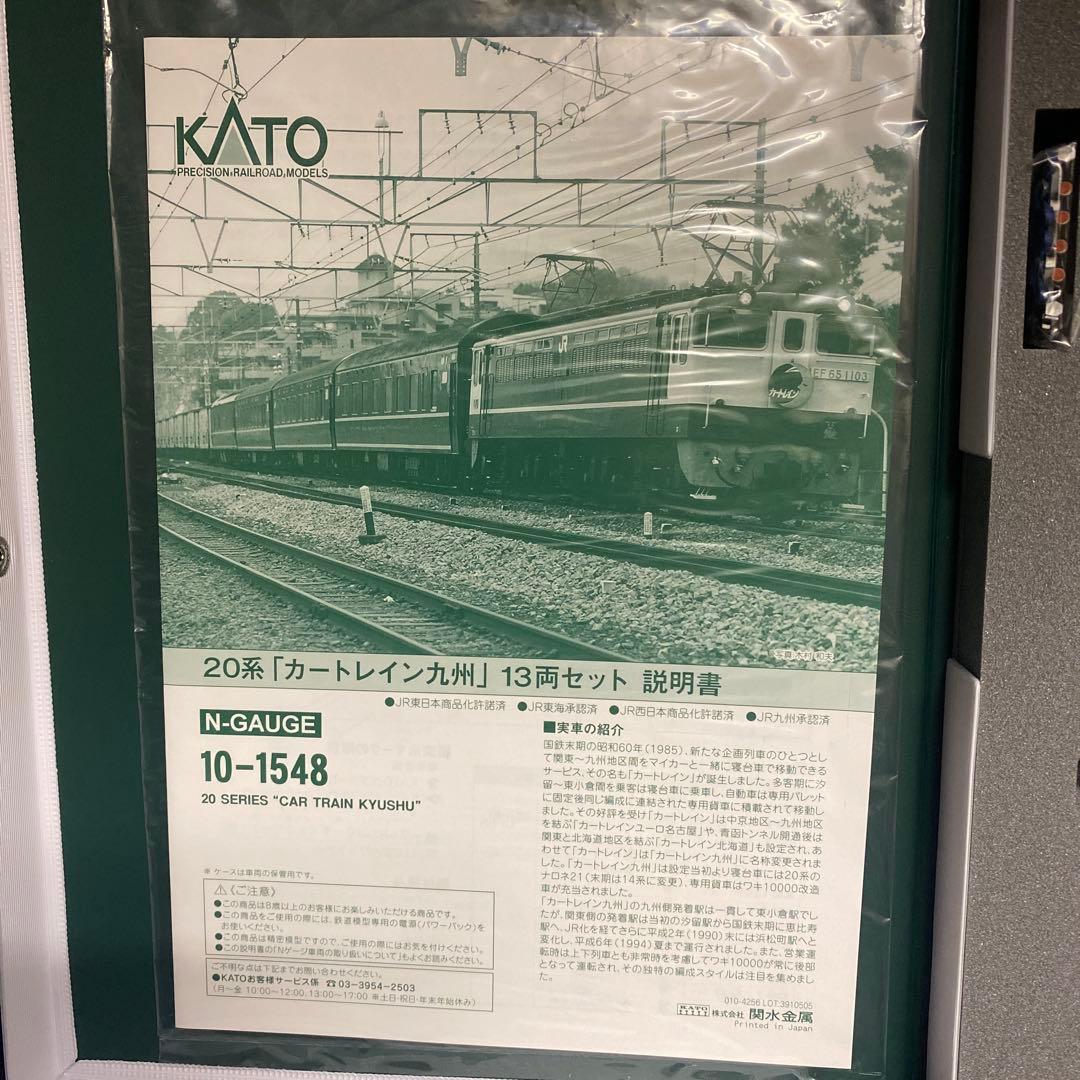 KATO
PRECISION RAILROAD MODELS
JR
EF 65 1103
カートレイン
写真:木村 和夫
20系「カートレイン九州」13両セット 説明書
●JR東日本商品化許諾済 ●JR東海承認済 ●JR西日本商品化許諾済 ●JR九州承認済
N-GAUGE
10-1548
20 SERIES “CAR TRAIN KYUSHU”
※ ケースは車両の保管用です。
⚠〈ご注意〉
●この商品は8歳以上のお客様にお楽しみいただける商品です。
●この商品をご使用の際には、鉄道模型専用の電源（パワーパック）を
お使いください。
●この商品は精密模型ですので、ご使用の際にはお気を付けください。
●この説明書の「Nゲージ車両の取り扱いについて」もよくお読みください。
ご不明な点は下記までお問い合わせください。
●KATOお客様サービス係 ☎03-3954-2503
（月〜金 10:00〜12:00、13:00〜17:00 ※土日・祝日・年末年始休み）
■実車の紹介
国鉄末期の昭和60年（1985）、新たな企画列車のひとつとし
て関東〜九州地区間をマイカーと一緒に寝台車で移動できる
サービス、その名も「カートレイン」が誕生しました。多客期に汐
留〜東小倉間を乗客は寝台車に乗車し、自動車は専用パレット
に固定後同じ編成に連結された専用貨車に積載されて移動し
ました。その好評を受け「カートレイン」は中京地区〜九州地区
を結ぶ「カートレインユーロ名古屋」や、青函トンネル開通後は
関東と北海道地区を結ぶ「カートレイン北海道」も設定され、あ
わせて「カートレイン」は「カートレイン九州」に名称変更されま
した。「カートレイン九州」は設定当初より寝台車には20系の
ナロネ21（末期は14系に変更）、専用貨車はワキ10000改造
車が充当されました。
「カートレイン九州」の九州側発着駅は一貫して東小倉駅でし
たが、関東側の発着駅は当初の汐留駅から国鉄末期に恵比寿
駅へ、JR化を経てさらに平成2年（1990）末には浜松町駅へと
変化し、平成6年（1994）夏まで運行されました。また、営業運
転時は上下列車とも非常時を考慮してワキ10000が常に後部
となって運転され、その独特の編成スタイルは注目を集めまし
た。
010-4256 LOT:3910505
KATO 株式会社 関水金属
Printed in Japan